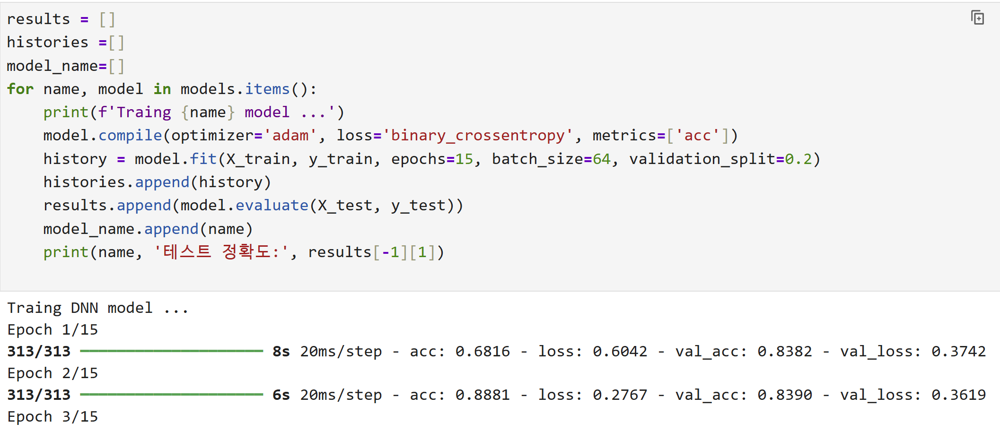 results = []
histories =[]
model_name=[]
for name, model in models.items():
    print(f'Traing {name} model ...')
    model.compile(optimizer='adam', loss='binary_crossentropy', metrics=['acc'])
    history = model.fit(X_train, y_train, epochs=15, batch_size=64, validation_split=0.2)
    histories.append(history)
    results.append(model.evaluate(X_test, y_test))
    model_name.append(name)
    print(name, '테스트 정확도:', results[-1][1])
Traing DNN model ...
Epoch 1/15
313/313 ━━━━━━━━━━━━━━━━━━━━ 8s 20ms/step - acc: 0.6816 - loss: 0.6042 - val_acc: 0.8382 - val_loss: 0.3742
Epoch 2/15
313/313 ━━━━━━━━━━━━━━━━━━━━ 6s 20ms/step - acc: 0.8881 - loss: 0.2767 - val_acc: 0.8390 - val_loss: 0.3619
Epoch 3/15